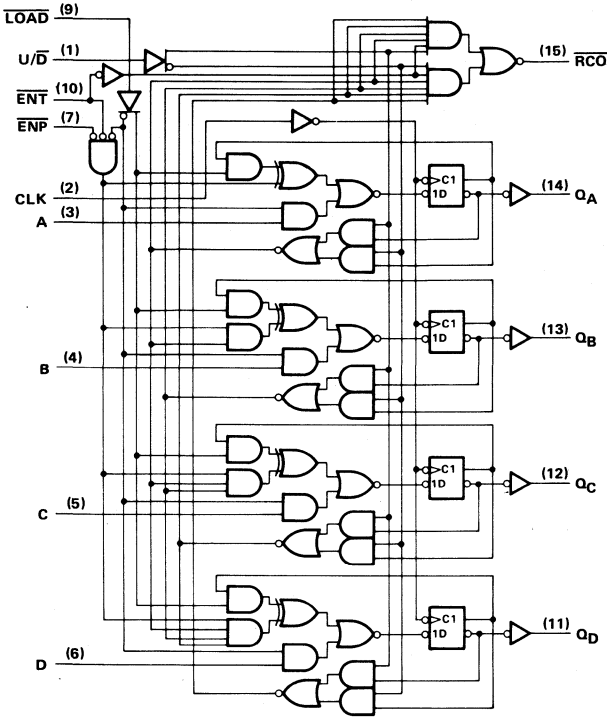 LOAD (9)
U/D (1)
ENT (10)
ENP (7)
CLK (2)
A (3)
(15) RCO
C1
1D
(14) QA
B (4)
C1
1D
(13) QB
C (5)
C1
1D
(12) QC
D (6)
C1
1D
(11) QD